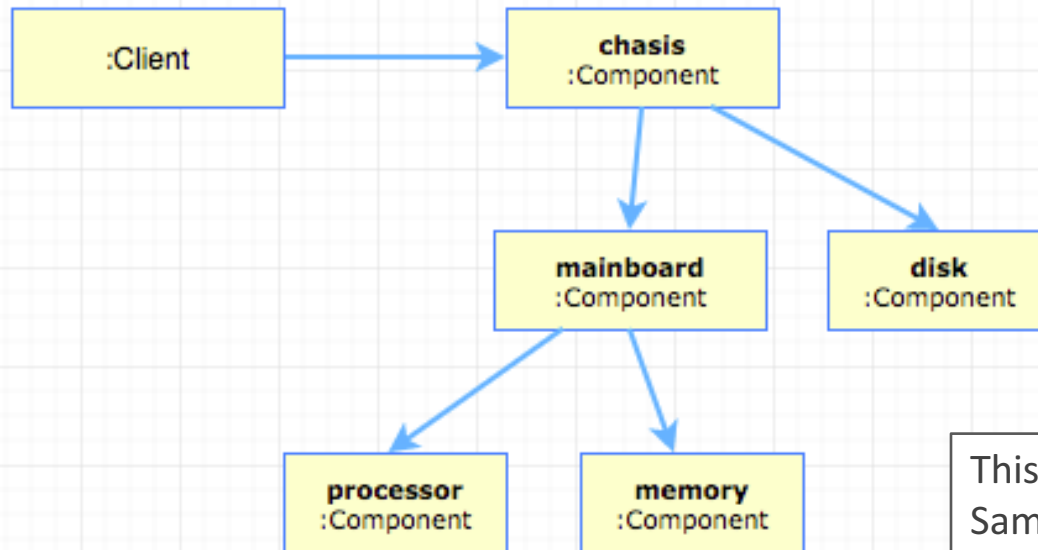 :Client
chasis
:Component
mainboard
:Component
disk
:Component
processor
:Component
memory
:Component
This
Sam